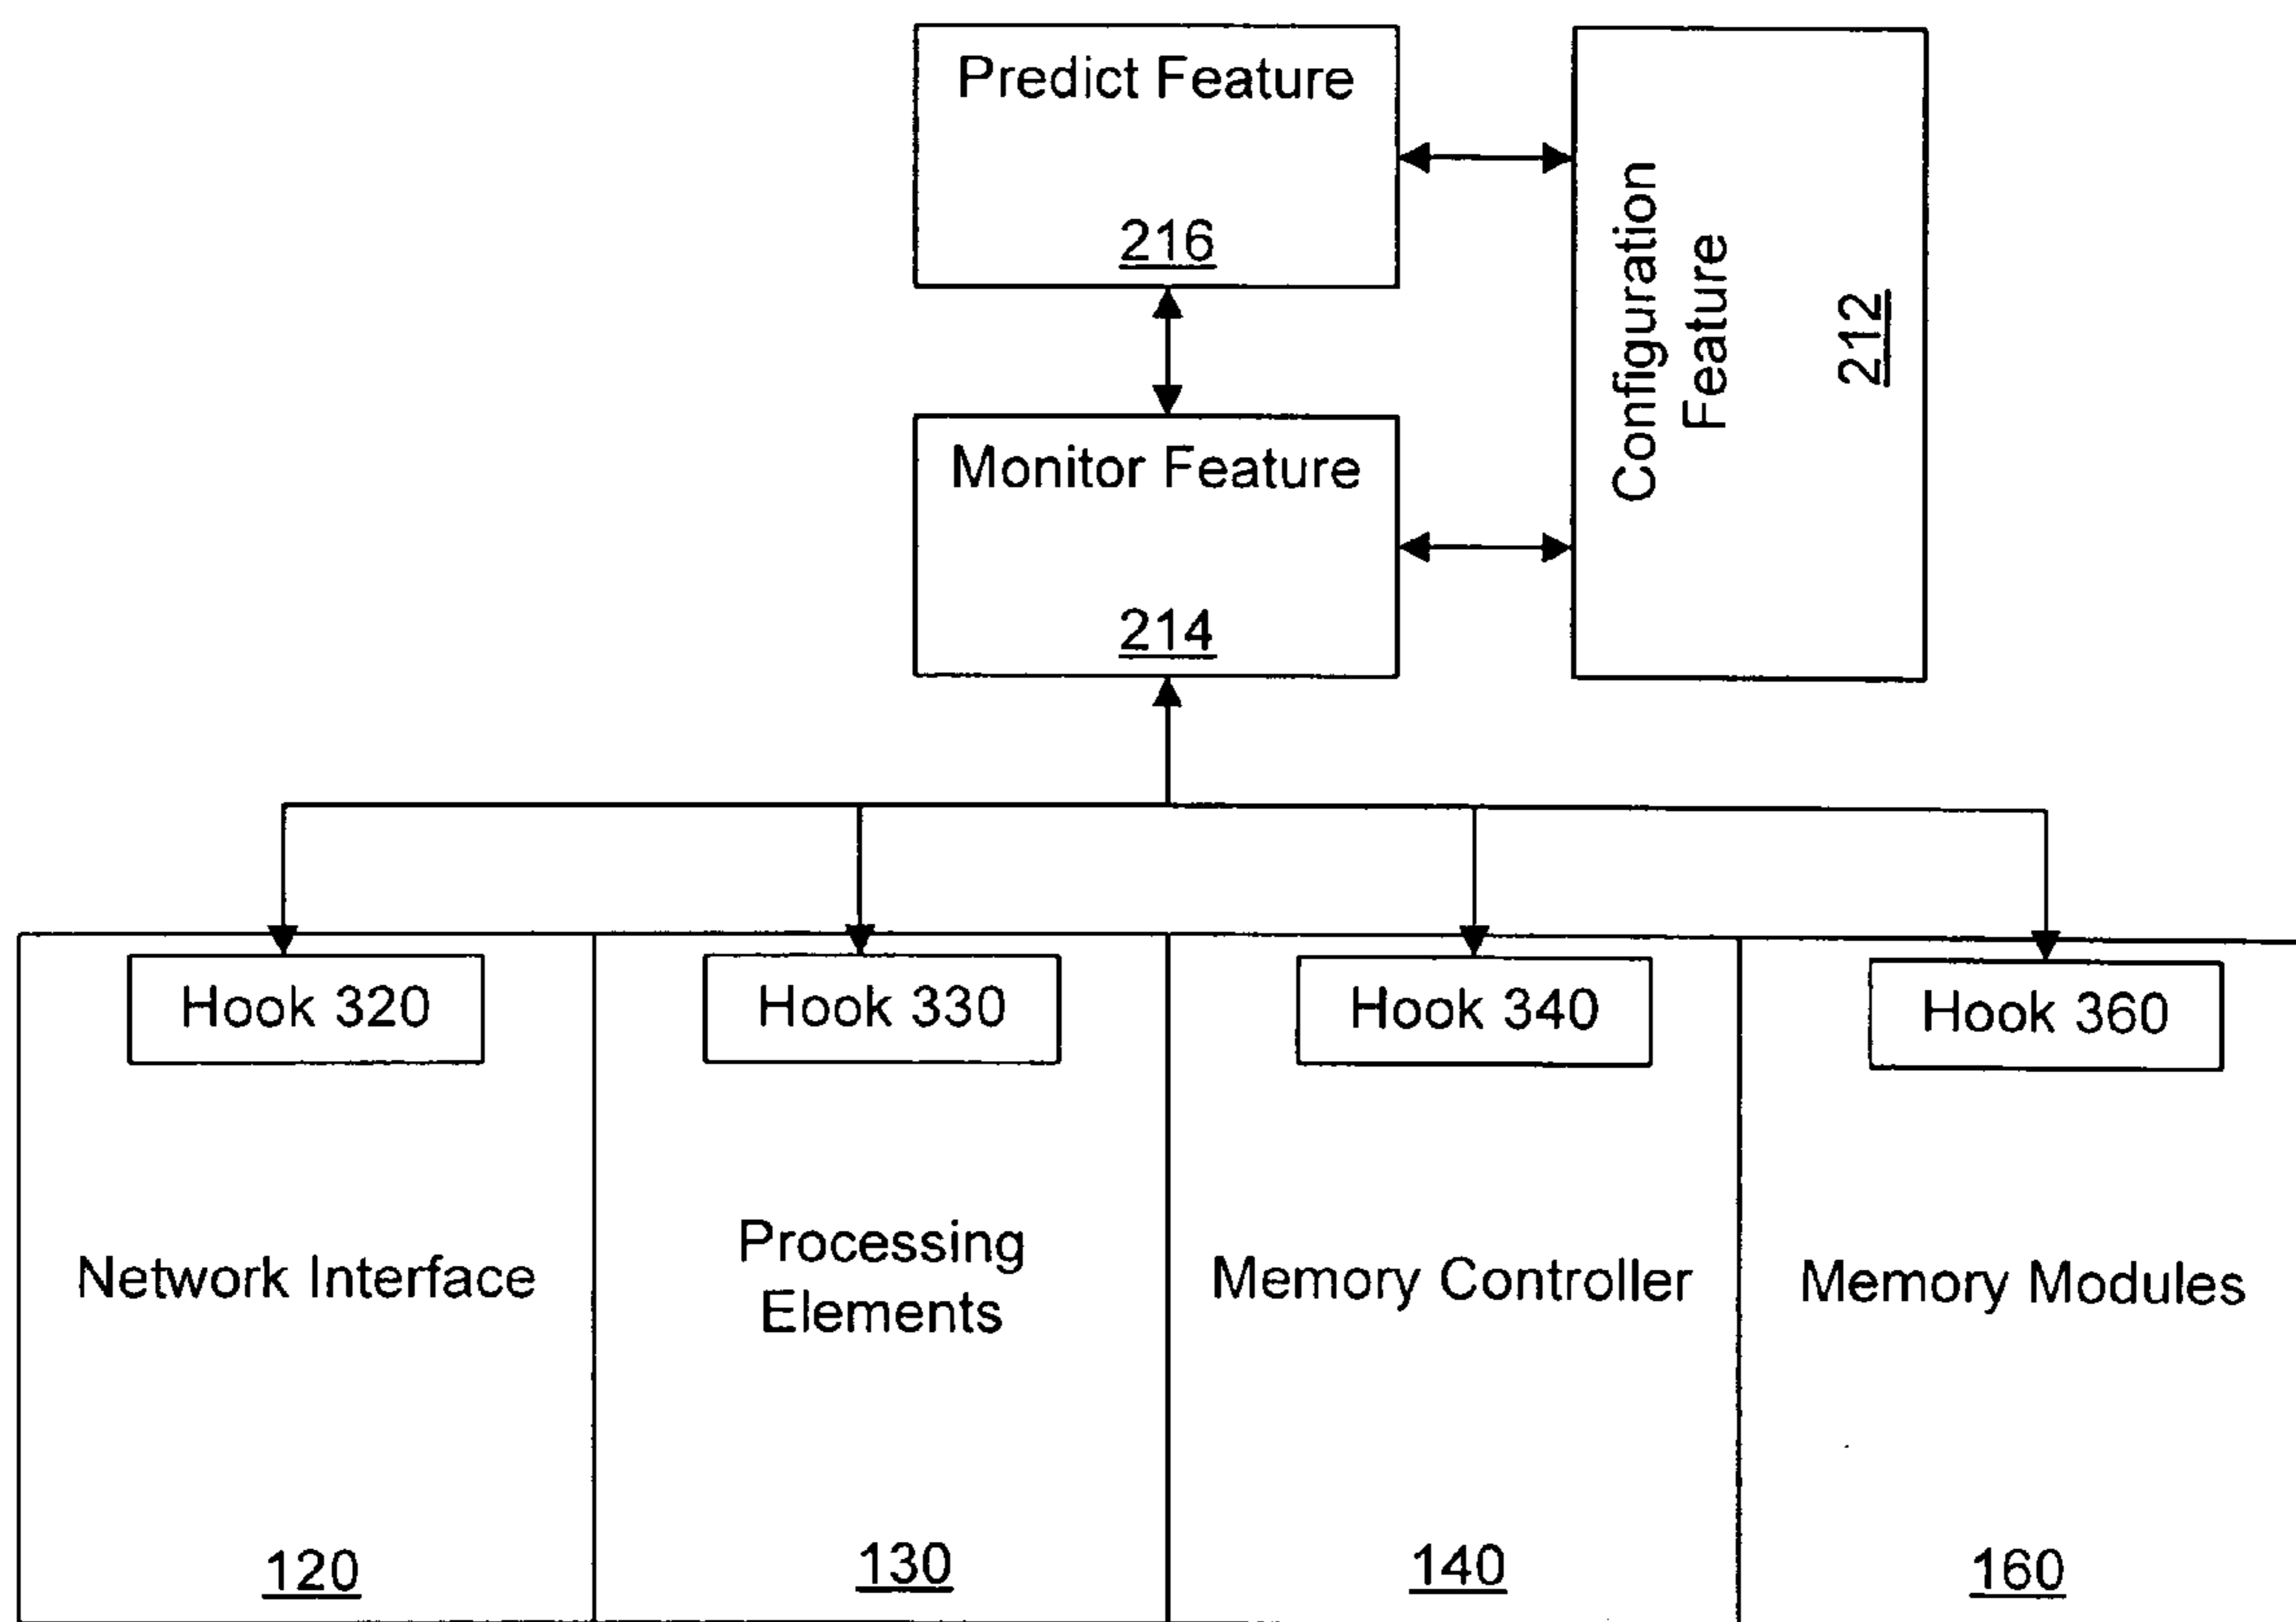 Predict Feature
216
Configuration
Feature
212
Monitor Feature
214
Hook 320
Hook 330
Hook 340
Hook 360
Network Interface
Processing
Elements
Memory Controller
Memory Modules
120
130
140
160